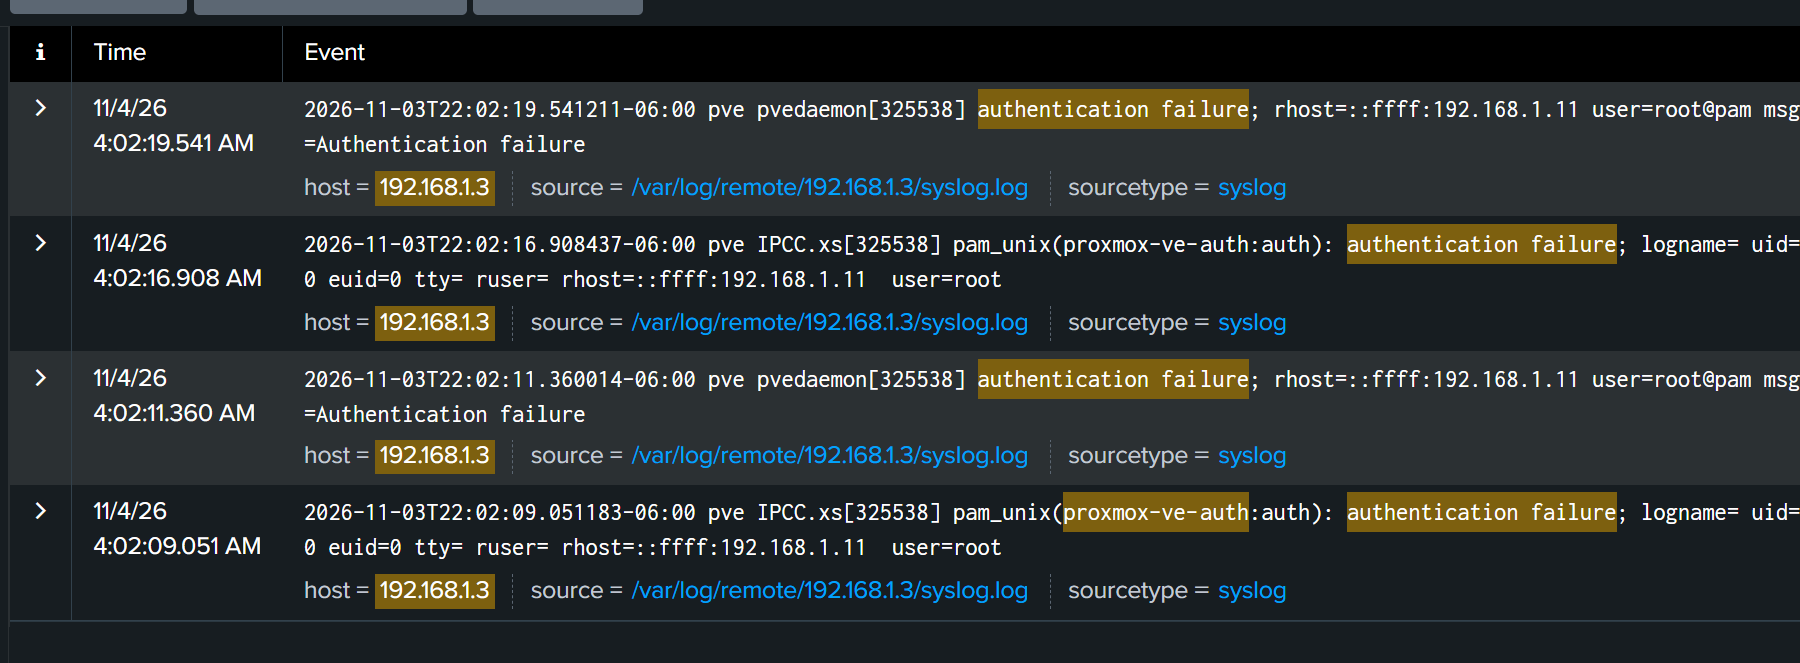 i Time Event
11/4/26 2026-11-03T22:02:19.541211-06:00 pve pvedaemon[325538] authentication failure; rhost=::ffff:192.168.1.11 user=root@pam msg
4:02:19.541 AM =Authentication failure
host = 192.168.1.3 source = /var/log/remote/192.168.1.3/syslog.log sourcetype = syslog
11/4/26 2026-11-03T22:02:16.908437-06:00 pve IPCC.xs[325538] pam_unix(proxmox-ve-auth:auth): authentication failure; logname= uid=
4:02:16.908 AM 0 euid=0 tty= ruser= rhost=::ffff:192.168.1.11  user=root
host = 192.168.1.3 source = /var/log/remote/192.168.1.3/syslog.log sourcetype = syslog
11/4/26 2026-11-03T22:02:11.360014-06:00 pve pvedaemon[325538] authentication failure; rhost=::ffff:192.168.1.11 user=root@pam msg
4:02:11.360 AM =Authentication failure
host = 192.168.1.3 source = /var/log/remote/192.168.1.3/syslog.log sourcetype = syslog
11/4/26 2026-11-03T22:02:09.051183-06:00 pve IPCC.xs[325538] pam_unix(proxmox-ve-auth:auth): authentication failure; logname= uid=
4:02:09.051 AM 0 euid=0 tty= ruser= rhost=::ffff:192.168.1.11  user=root
host = 192.168.1.3 source = /var/log/remote/192.168.1.3/syslog.log sourcetype = syslog